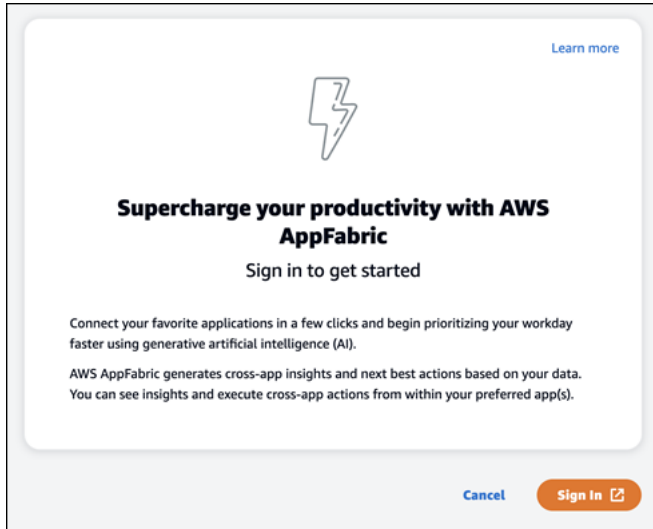 Learn more
Supercharge your productivity with AWS
AppFabric
Sign in to get started
Connect your favorite applications in a few clicks and begin prioritizing your workday
faster using generative artificial intelligence (AI).
AWS AppFabric generates cross-app insights and next best actions based on your data.
You can see insights and execute cross-app actions from within your preferred app(s).
Cancel
Sign In